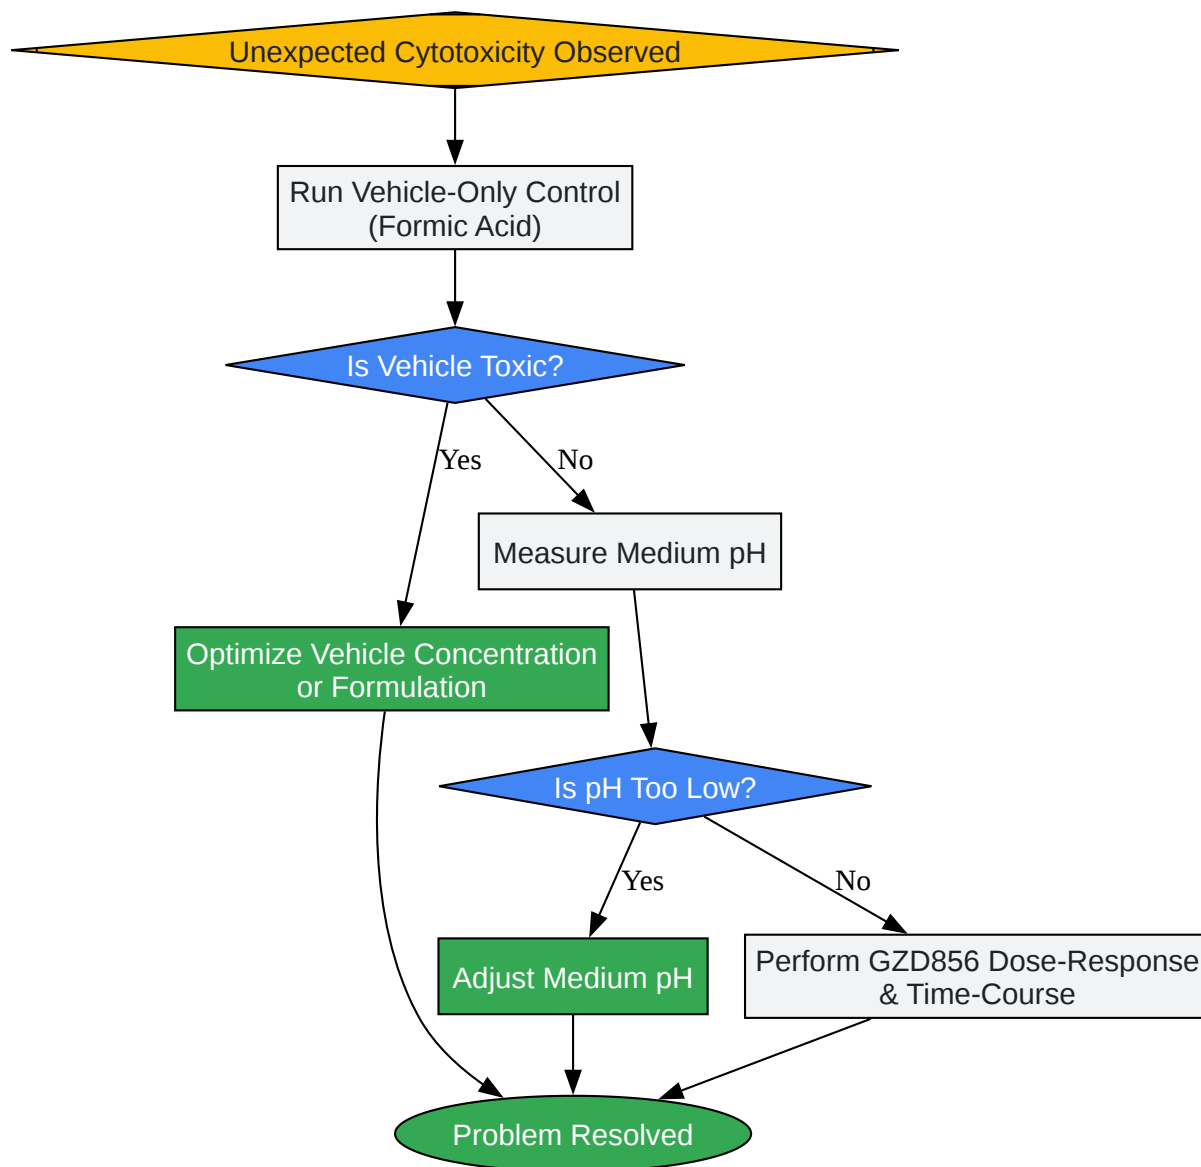 Unexpected Cytotoxicity Observed
Run Vehicle-Only Control
(Formic Acid)
Is Vehicle Toxic?
Yes
No
Measure Medium pH
Optimize Vehicle Concentration
or Formulation
Is pH Too Low?
Yes
No
Adjust Medium pH
Perform GZD856 Dose-Response
& Time-Course
Problem Resolved